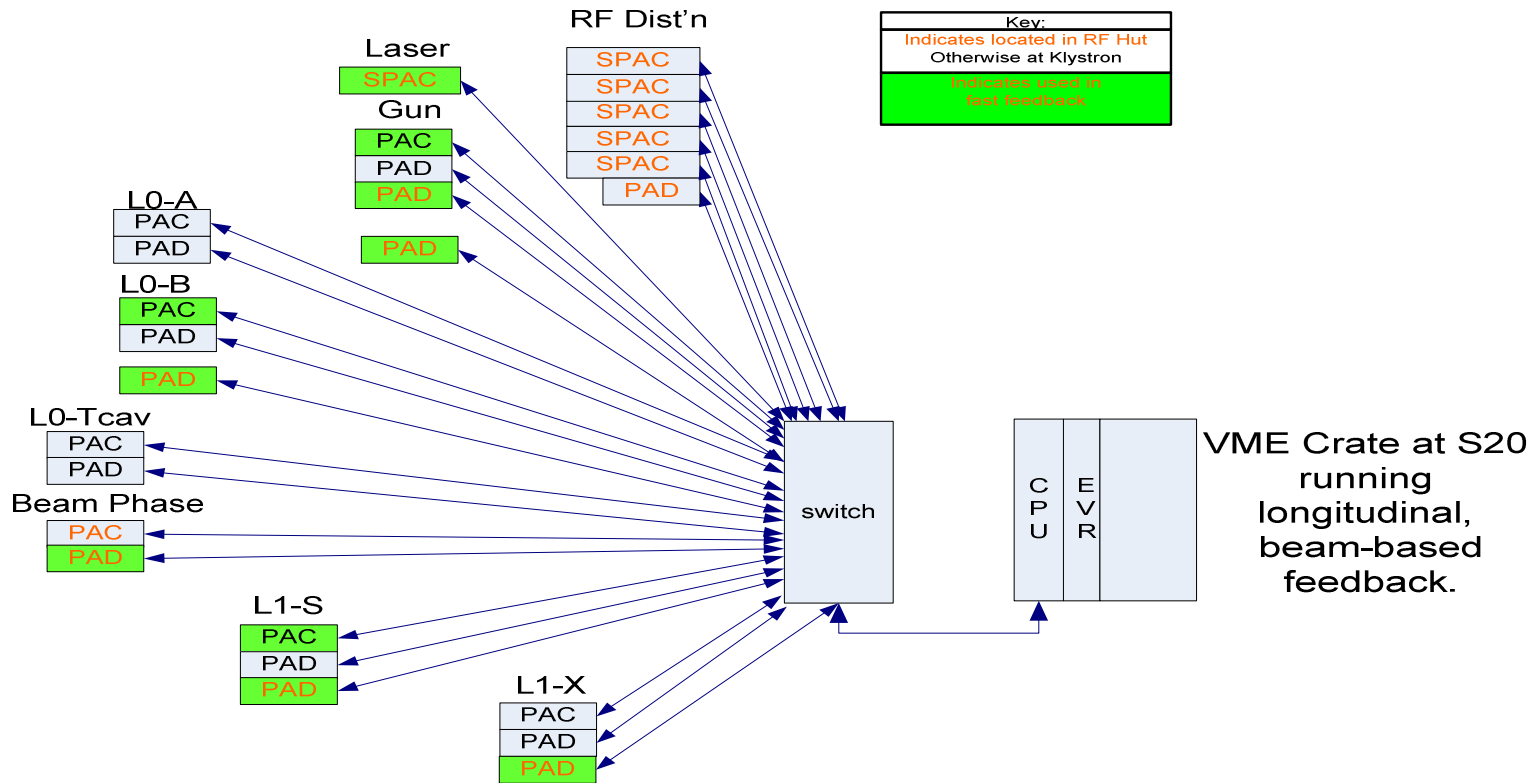 RF Dist'n
SPAC
SPAC
SPAC
SPAC
SPAC
PAD
Key:
Indicates located in RF Hut
Otherwise at Klystron
Indicates used in
fast feedback
Laser
SPAC
Gun
PAC
PAD
PAD
PAD
L0-A
PAC
PAD
L0-B
PAC
PAD
PAD
L0-Tcav
PAC
PAD
Beam Phase
PAC
PAD
L1-S
PAC
PAD
PAD
L1-X
PAC
PAD
PAD
switch
CPU
EVR
VME Crate at S20
running
longitudinal,
beam-based
feedback.